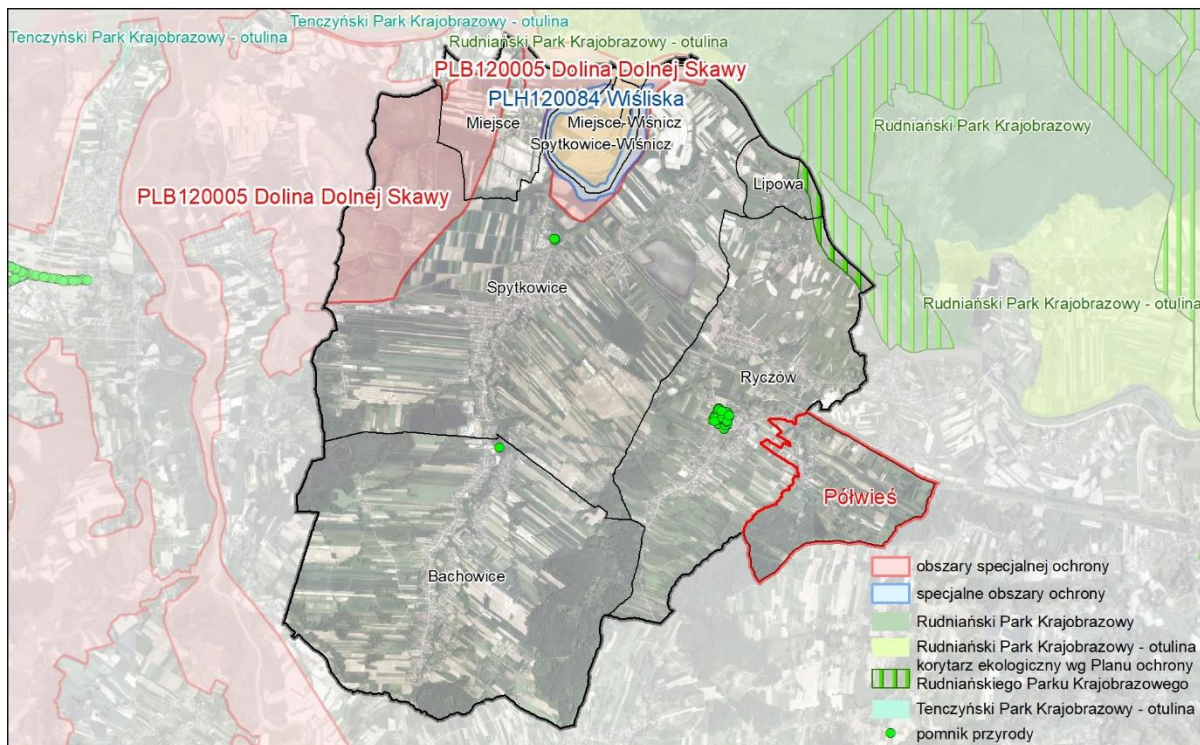 Tenczyński Park Krajobrazowy - otulina
Tenczyński Park Krajobrazowy - otulina
Rudniański Park Krajobrazowy - otulina
PLB120005 Dolina Dolnej Skawy
PLH120084 Wiśliska
Miejsce
Miejsce-Wiśnicz
Spytkowice-Wiśnicz
Rudniański Park Krajobrazowy
Lipowa
PLB120005 Dolina Dolnej Skawy
Spytkowice
Rudniański Park Krajobrazowy - otulina
Ryczów
Półwieś
Bachowice
obszary specjalnej ochrony
specjalne obszary ochrony
Rudniański Park Krajobrazowy
Rudniański Park Krajobrazowy - otulina
korytarz ekologiczny wg Planu ochrony
Rudniańskiego Parku Krajobrazowego
Tenczyński Park Krajobrazowy - otulina
pomnik przyrody